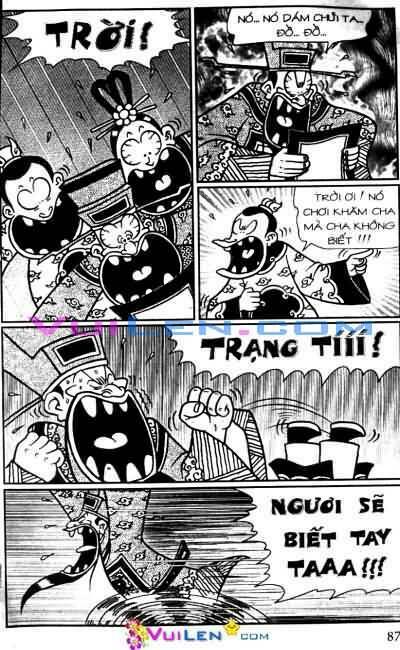 TRỜI!
NÓ... NÓ DÁM CHỬI TA...
ĐỒ... ĐỒ...
TRỜI ƠI! NÓ
CHƠI KHĂM CHA
MÀ CHA KHÔNG
BIẾT!!!
VUILEN.COM
TRẠNG TÍÍÍ!
NGƯƠI SẼ
BIẾT TAY
TAAA!!!
87
VUILEN.COM